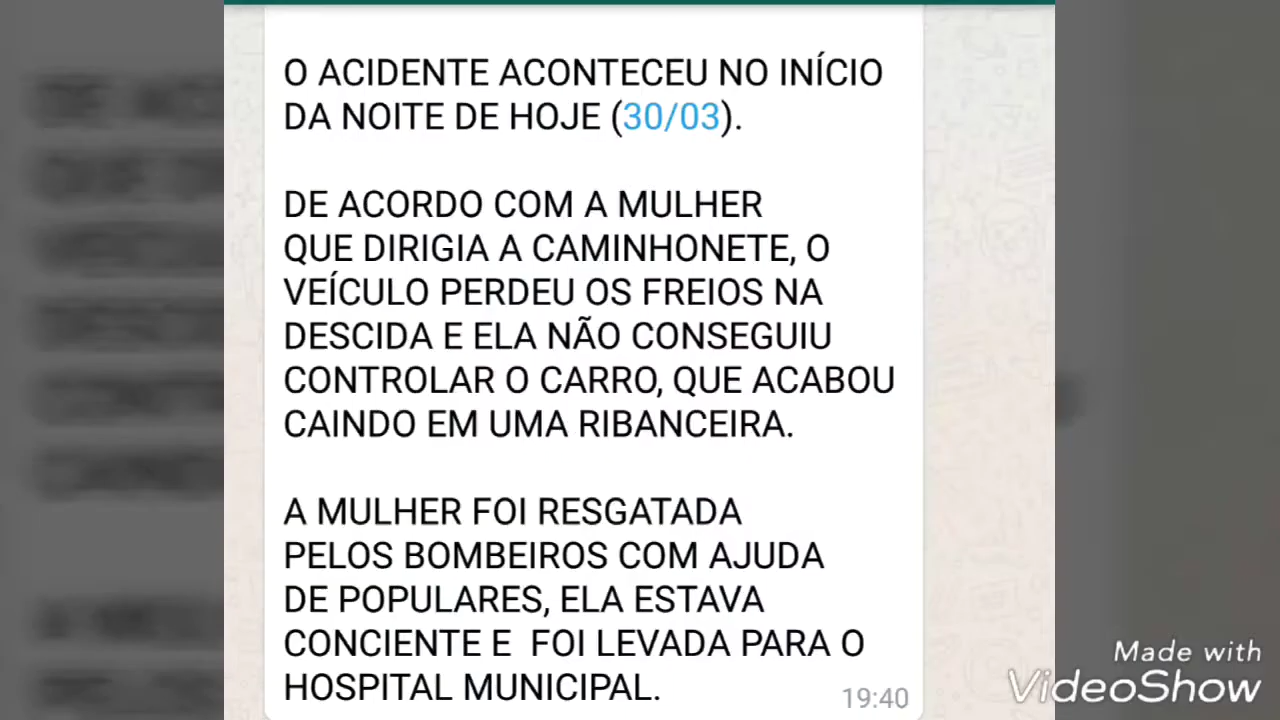 O ACIDENTE ACONTECEU NO INÍCIO
DA NOITE DE HOJE (30/03).
DE ACORDO COM A MULHER
QUE DIRIGIA A CAMINHONETE, O
VEÍCULO PERDEU OS FREIOS NA
DESCIDA E ELA NÃO CONSEGUIU
CONTROLAR O CARRO, QUE ACABOU
CAINDO EM UMA RIBANCEIRA.
A MULHER FOI RESGATADA
PELOS BOMBEIROS COM AJUDA
DE POPULARES, ELA ESTAVA
CONCIENTE E  FOI LEVADA PARA O
HOSPITAL MUNICIPAL.
19:40
Made with
VideoShow